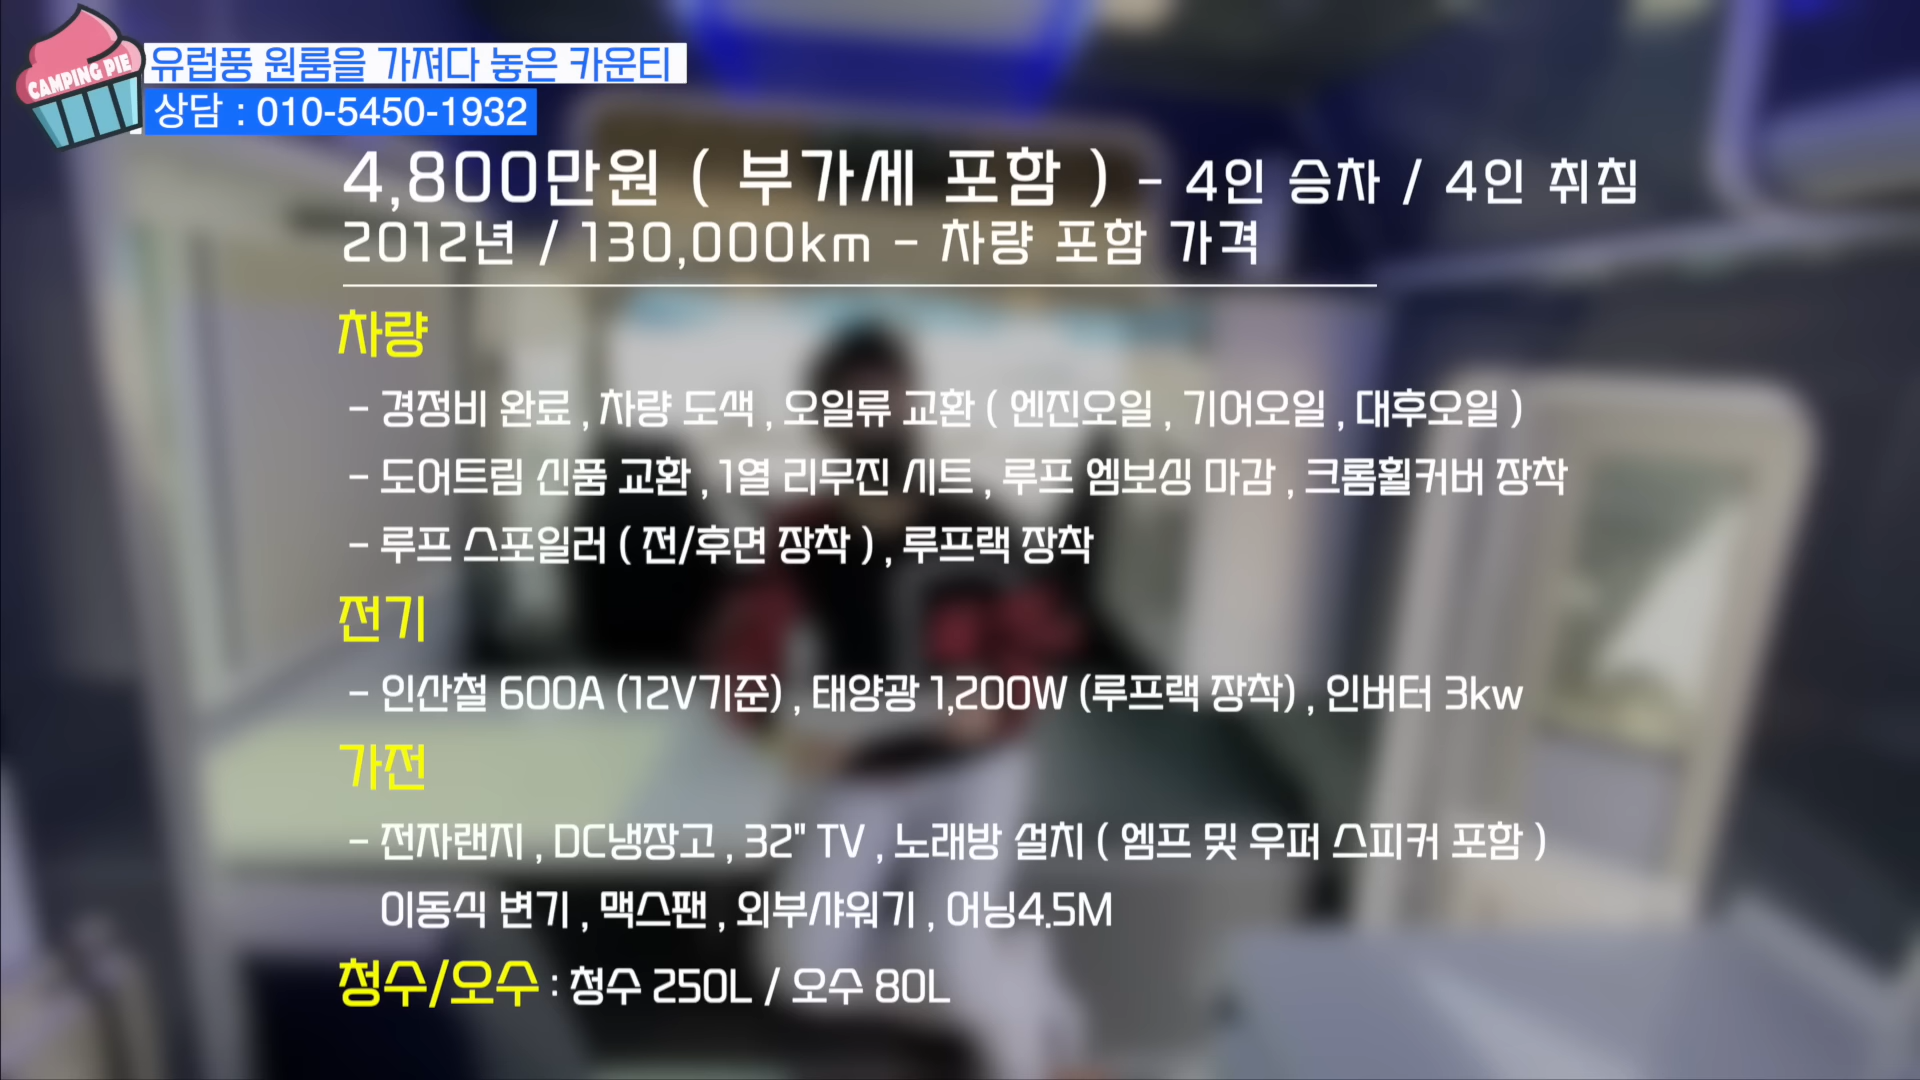 CAMPING PIE
유럽풍 원룸을 가져다 놓은 카운티
상담 : 010-5450-1932
4,800만원 ( 부가세 포함 ) - 4인 승차 / 4인 취침
2012년 / 130,000km - 차량 포함 가격
차량
- 경정비 완료 , 차량 도색 , 오일류 교환 ( 엔진오일 , 기어오일 , 대후오일 )
- 도어트림 신품 교환 , 1열 리무진 시트 , 루프 엠보싱 마감 , 크롬휠커버 장착
- 루프 스포일러 ( 전/후면 장착 ) , 루프랙 장착
전기
- 인산철 600A (12V기준) , 태양광 1,200W (루프랙 장착) , 인버터 3kw
가전
- 전자랜지 , DC냉장고 , 32" TV , 노래방 설치 ( 엠프 및 우퍼 스피커 포함 )
이동식 변기 , 맥스팬 , 외부샤워기 , 어닝4.5M
청수/오수 : 청수 250L / 오수 80L